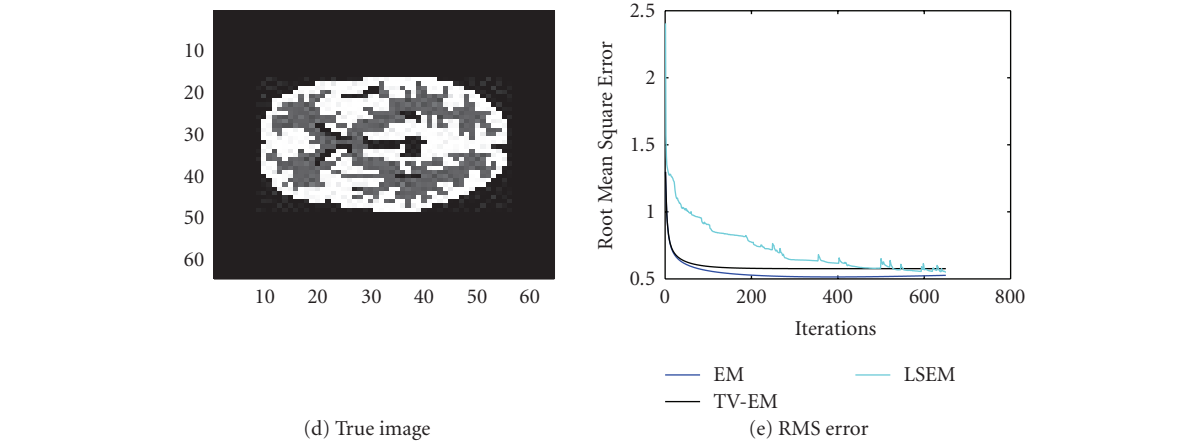 10
20
30
40
50
60
10 20 30 40 50 60
(d) True image
Root Mean Square Error
2.5
2
1.5
1
0.5
0 200 400 600 800
Iterations
EM
LSEM
TV-EM
(e) RMS error